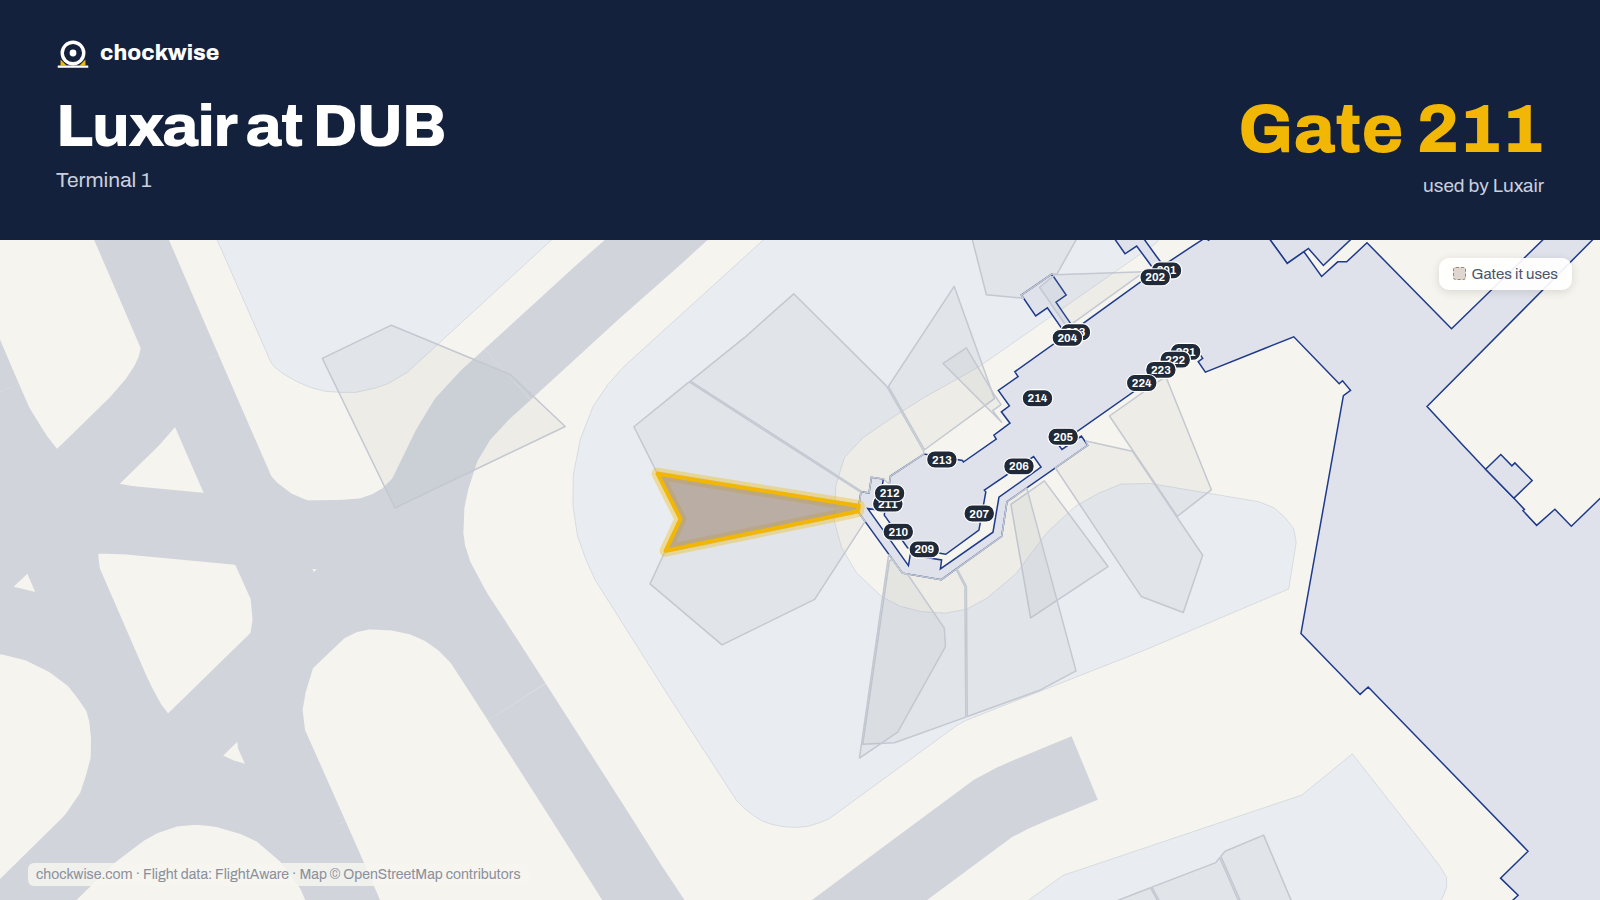 chockwise
Luxair at DUB
Terminal 1
Gate 211
used by Luxair
Gates it uses
202
204
222
223
224
214
205
213
206
212
211
207
210
209
chockwise.com · Flight data: FlightAware · Map © OpenStreetMap contributors